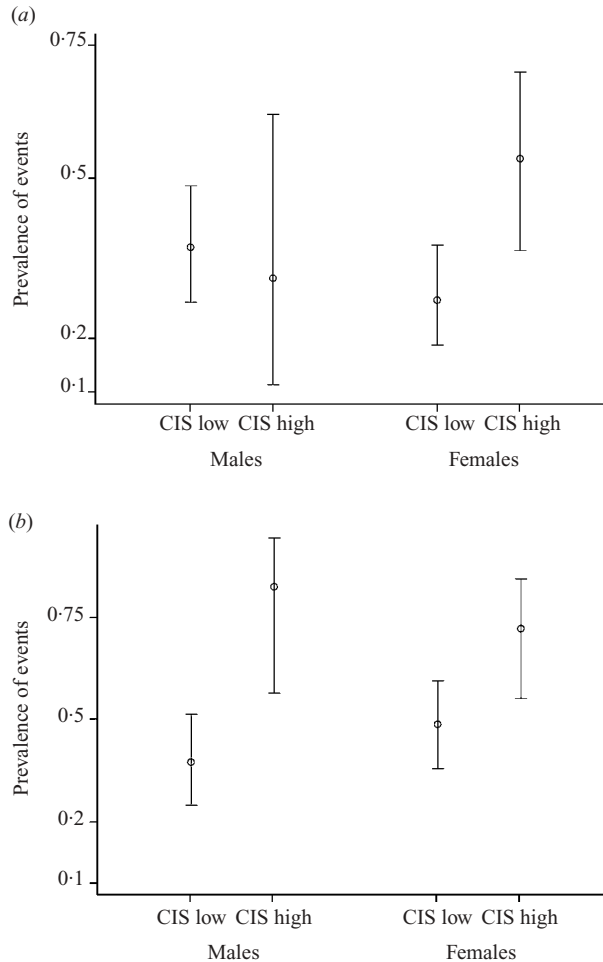 (a)
0·75
0·5
0·2
0·1
Prevalence of events
CIS low CIS high CIS low CIS high
Males Females
(b)
0·75
0·5
0·2
0·1
Prevalence of events
CIS low CIS high CIS low CIS high
Males Females